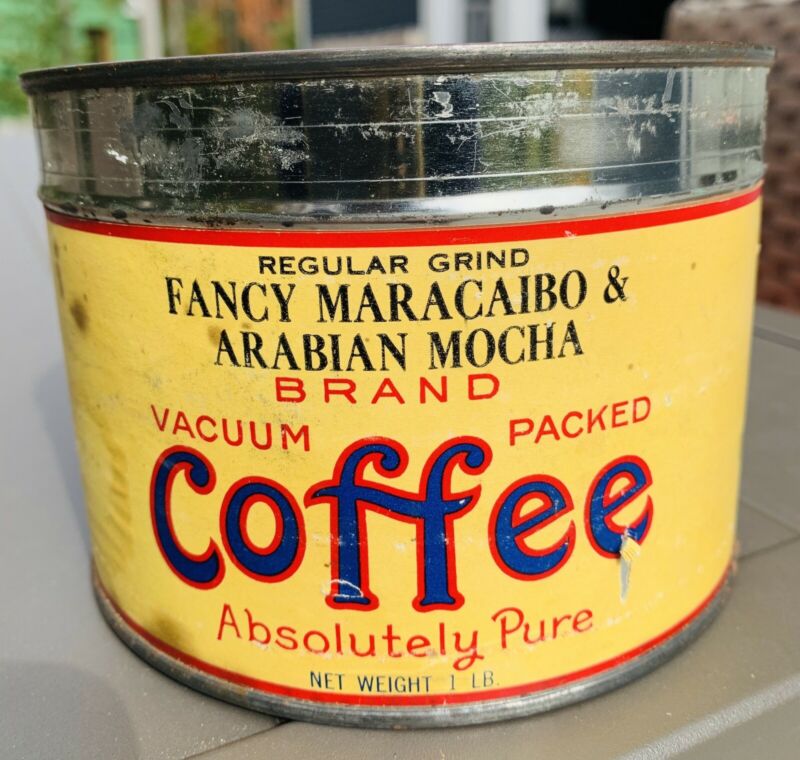 REGULAR GRIND
FANCY MARACAIBO &
ARABIAN MOCHA
BRAND
VACUUM PACKED
Coffee
Absolutely Pure
NET WEIGHT 1 LB.